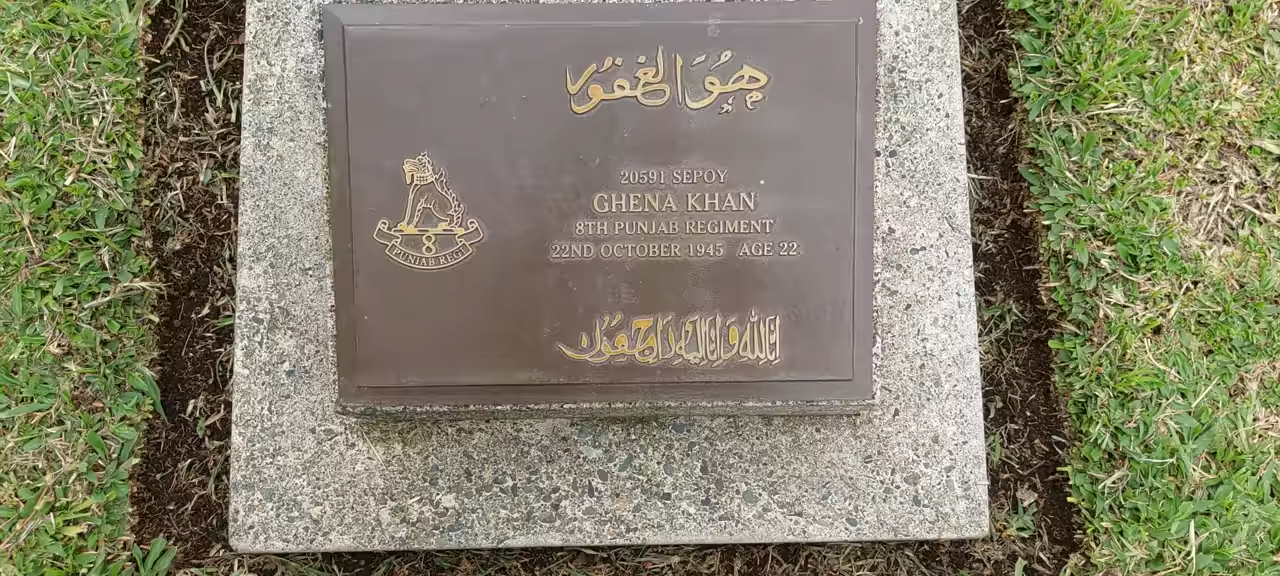 هُوَ الغفُور
20591 SEPOY
GHENA KHAN
8TH PUNJAB REGIMENT
22ND OCTOBER 1945 AGE 22
8
PUNJAB REGT
انا لله وانا اليه راجعون